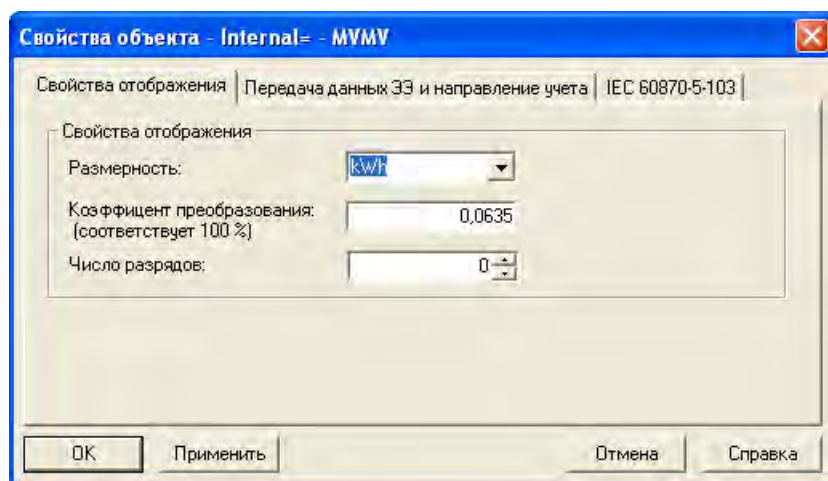 Свойства объекта - Internal= - MVMV
Свойства отображения Передача данных ЭЭ и направление учета IEC 60870-5-103
Свойства отображения
Размерность: kWh
Коэффицент преобразования: 0,0635
(соответствует 100 %)
Число разрядов: 0
OK Применить Отмена Справка